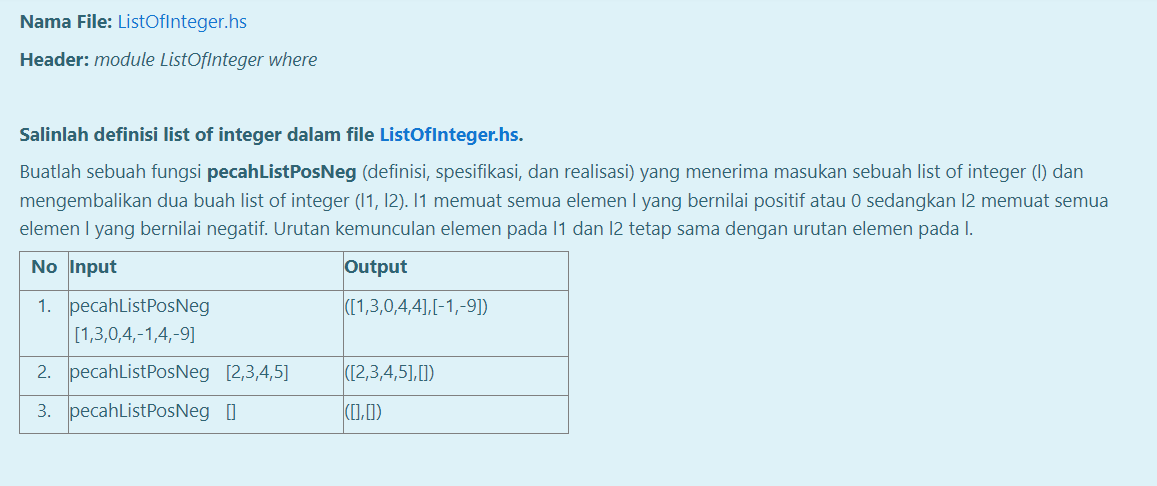 Nama File: ListOfInteger.hs
Header: module ListOfInteger where
Salinlah definisi list of integer dalam file ListOfInteger.hs.
Buatlah sebuah fungsi pecahListPosNeg (definisi, spesifikasi, dan realisasi) yang menerima masukan sebuah list of integer (l) dan
mengembalikan dua buah list of integer (l1, l2). l1 memuat semua elemen l yang bernilai positif atau 0 sedangkan l2 memuat semua
elemen l yang bernilai negatif. Urutan kemunculan elemen pada l1 dan l2 tetap sama dengan urutan elemen pada l.
No Input Output
1. pecahListPosNeg ([1,3,0,4,4],[-1,-9])
[1,3,0,4,-1,4,-9]
2. pecahListPosNeg [2,3,4,5] ([2,3,4,5],[])
3. pecahListPosNeg [] ([],[])